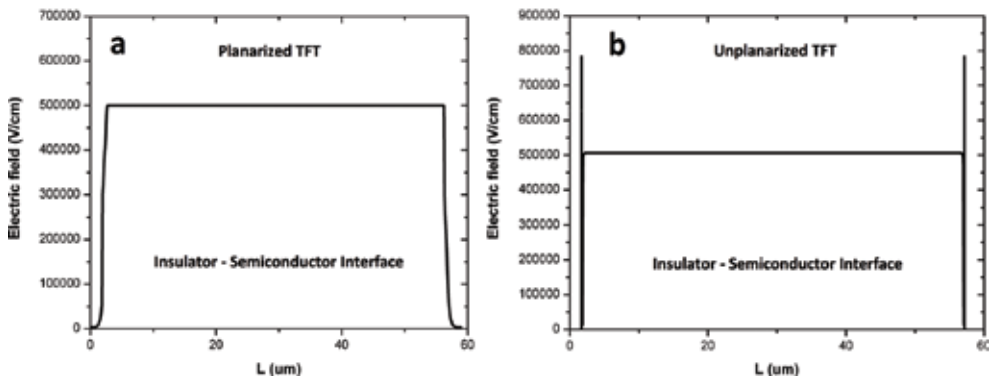 a
Planarized TFT
700000
600000
500000
400000
300000
200000
100000
0
Electric field (V/cm)
Insulator - Semiconductor Interface
0
20
40
60
L (um)
b
Unplanarized TFT
900000
800000
700000
600000
500000
400000
300000
200000
100000
0
Electric field (V/cm)
Insulator - Semiconductor Interface
0
20
40
60
L (um)